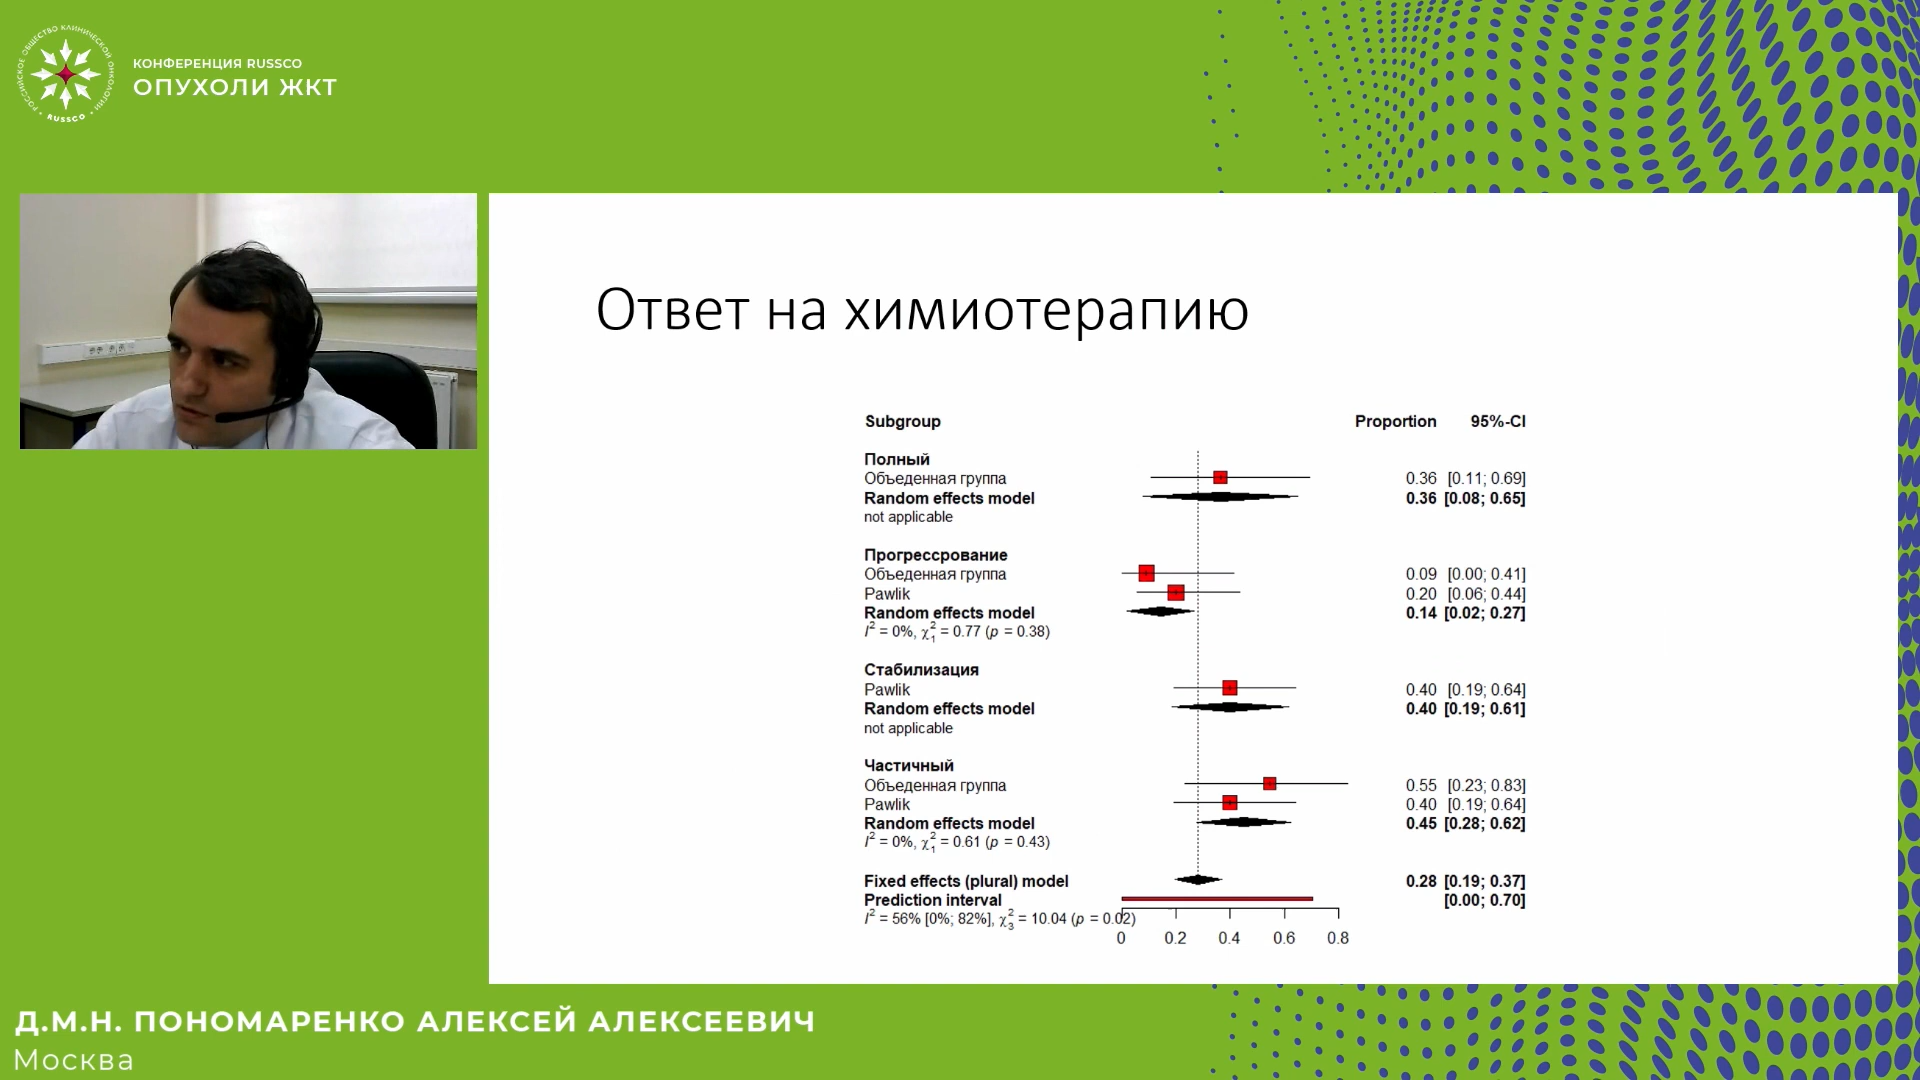 РОССИЙСКОЕ ОБЩЕСТВО КЛИНИЧЕСКОЙ ОНКОЛОГИИ
• RUSSCO •
КОНФЕРЕНЦИЯ RUSSCO
ОПУХОЛИ ЖКТ
Ответ на химиотерапию
Subgroup Proportion 95%-CI
Полный
Объеденная группа 0.36 [0.11; 0.69]
Random effects model 0.36 [0.08; 0.65]
not applicable
Прогрессрование
Объеденная группа 0.09 [0.00; 0.41]
Pawlik 0.20 [0.06; 0.44]
Random effects model 0.14 [0.02; 0.27]
I² = 0%, χ²₁ = 0.77 (p = 0.38)
Стабилизация
Pawlik 0.40 [0.19; 0.64]
Random effects model 0.40 [0.19; 0.61]
not applicable
Частичный
Объеденная группа 0.55 [0.23; 0.83]
Pawlik 0.40 [0.19; 0.64]
Random effects model 0.45 [0.28; 0.62]
I² = 0%, χ²₁ = 0.61 (p = 0.43)
Fixed effects (plural) model 0.28 [0.19; 0.37]
Prediction interval [0.00; 0.70]
I² = 56% [0%; 82%], χ²₃ = 10.04 (p = 0.02)
0 0.2 0.4 0.6 0.8
Д.М.Н. ПОНОМАРЕНКО АЛЕКСЕЙ АЛЕКСЕЕВИЧ
Москва